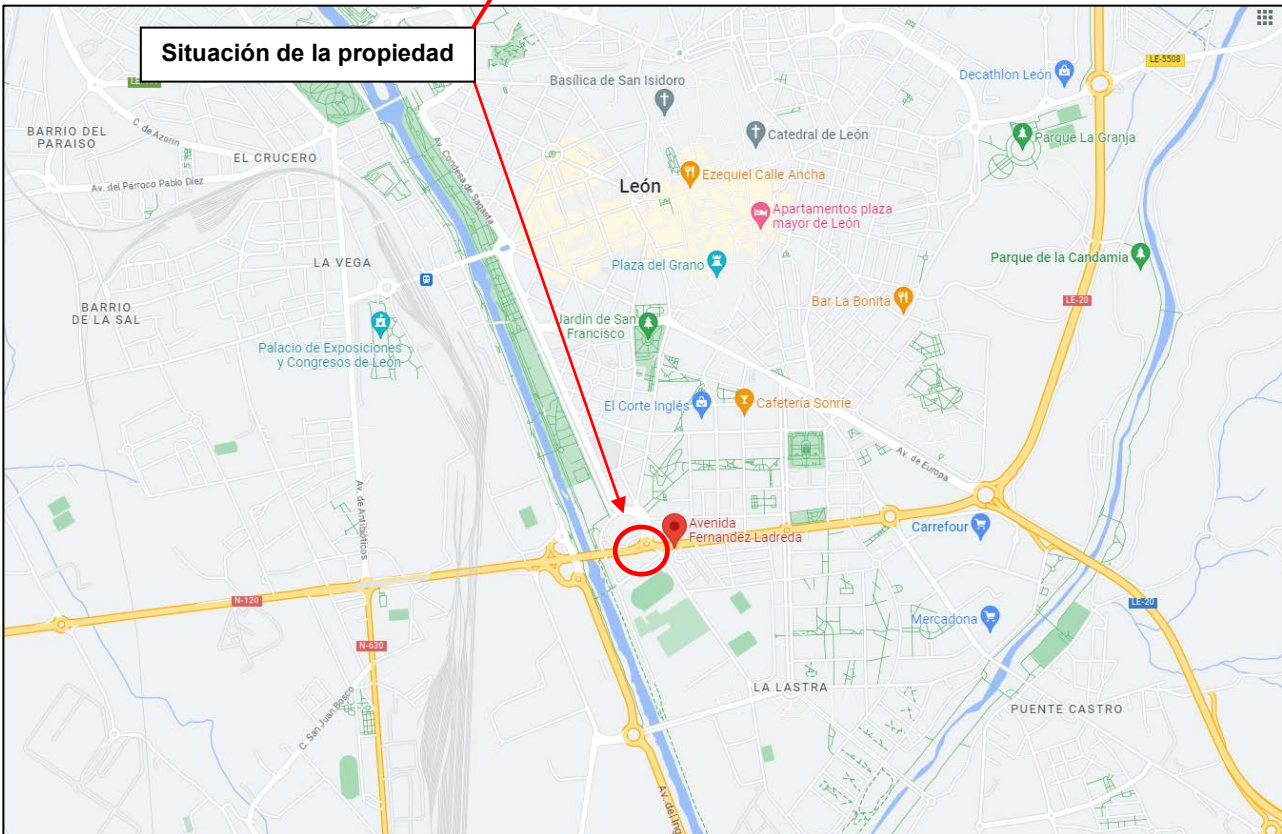 Situación de la propiedad
LE-5508
Decathlon León
Basílica de San Isidoro
BARRIO DEL
PARAISO
C. de Azorín
Catedral de León
Parque La Granja
EL CRUCERO
Av. Condesa de Sagasta
Av. del Párroco Pablo Díez
León
Ezequiel Calle Ancha
Apartamentos plaza
mayor de León
LA VEGA
Plaza del Grano
Parque de la Candamia
BARRIO
DE LA SAL
Bar La Bonita
LE-20
Jardín de San
Francisco
Palacio de Exposiciones
y Congresos de León
El Corte Inglés
Cafetería Sonríe
Av. de Europa
Av. de Antibióticos
Avenida
Fernández Ladreda
Carrefour
N-120
LE-20
Mercadona
N-630
LA LASTRA
PUENTE CASTRO
C. San Juan Bosco
Av. del Ing